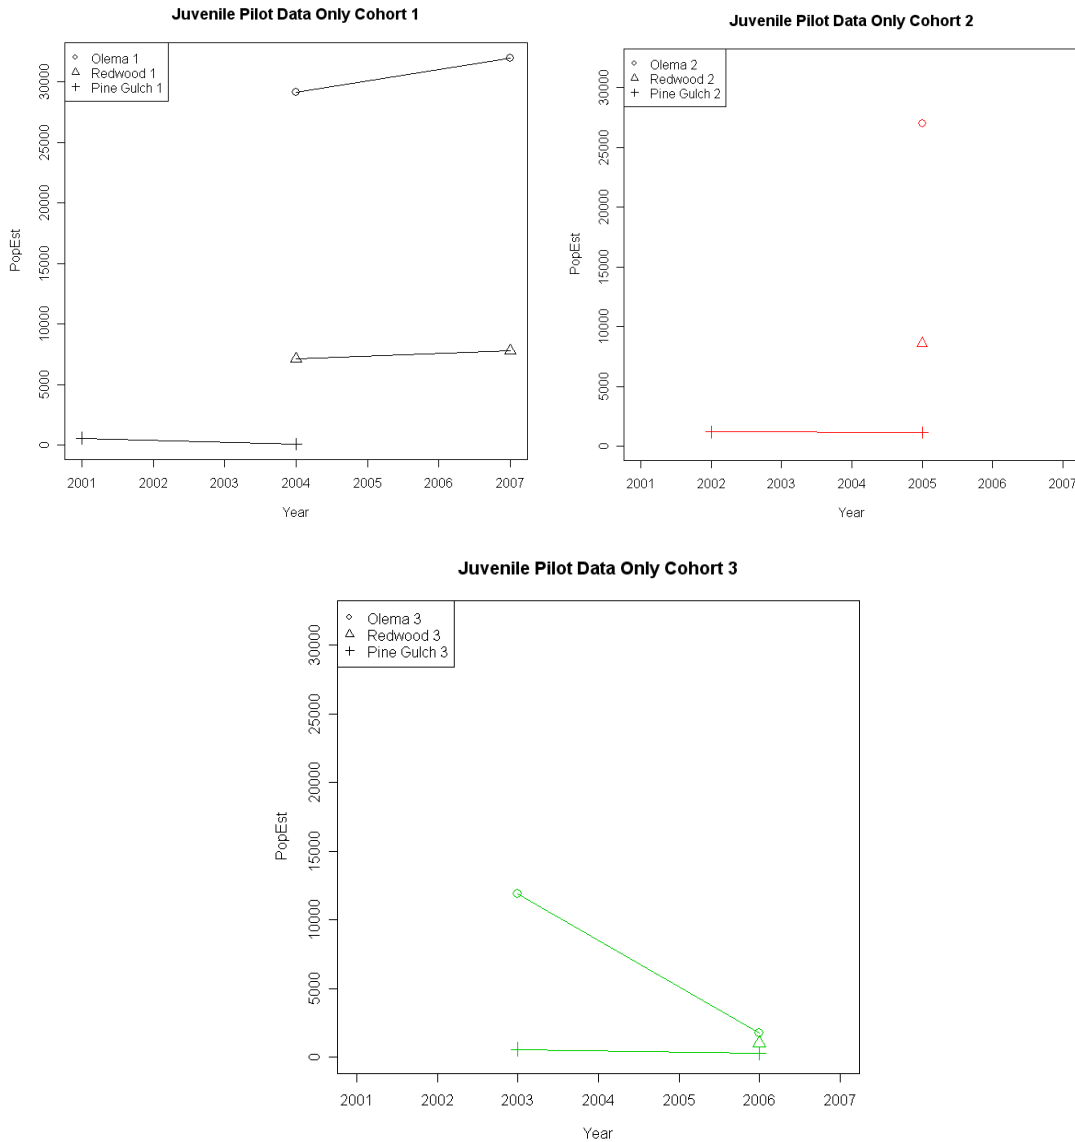 Juvenile Pilot Data Only Cohort 1
Olema 1
Redwood 1
Pine Gulch 1
PopEst
30000
25000
20000
15000
10000
5000
0
2001 2002 2003 2004 2005 2006 2007
Year
Juvenile Pilot Data Only Cohort 2
Olema 2
Redwood 2
Pine Gulch 2
PopEst
30000
25000
20000
15000
10000
5000
0
2001 2002 2003 2004 2005 2006 2007
Year
Juvenile Pilot Data Only Cohort 3
Olema 3
Redwood 3
Pine Gulch 3
PopEst
30000
25000
20000
15000
10000
5000
0
2001 2002 2003 2004 2005 2006 2007
Year